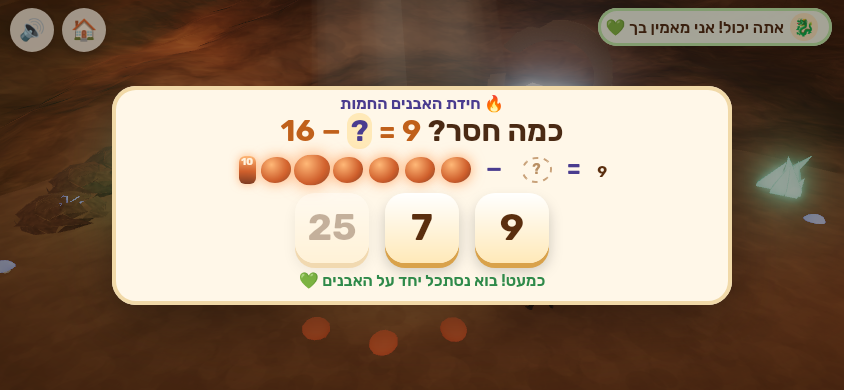 אתה יכול! אני מאמין בך 💚
🔥 חידת האבנים החמות
כמה חסר? 16 − ? = 9
10 − ? = 9
25 7 9
כמעט! בוא נסתכל יחד על האבנים 💚